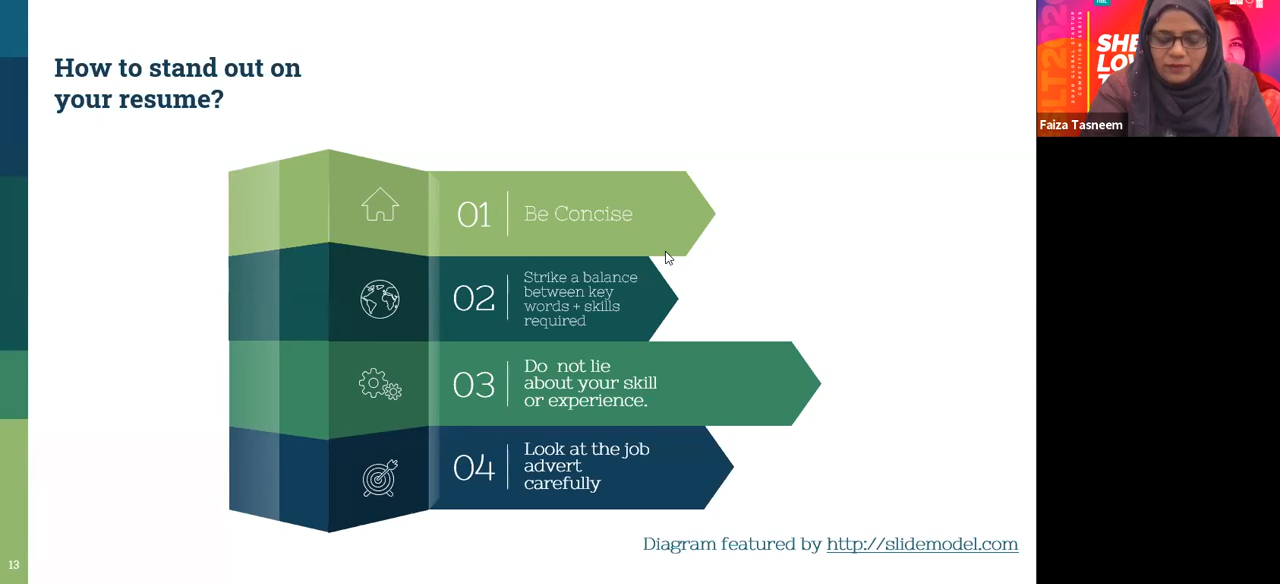 How to stand out on
your resume?
01
Be Concise
02
Strike a balance
between key
words + skills
required
03
Do not lie
about your skill
or experience.
04
Look at the job
advert
carefully
Diagram featured by http://slidemodel.com
13
SHE
LO
Faiza Tasneem